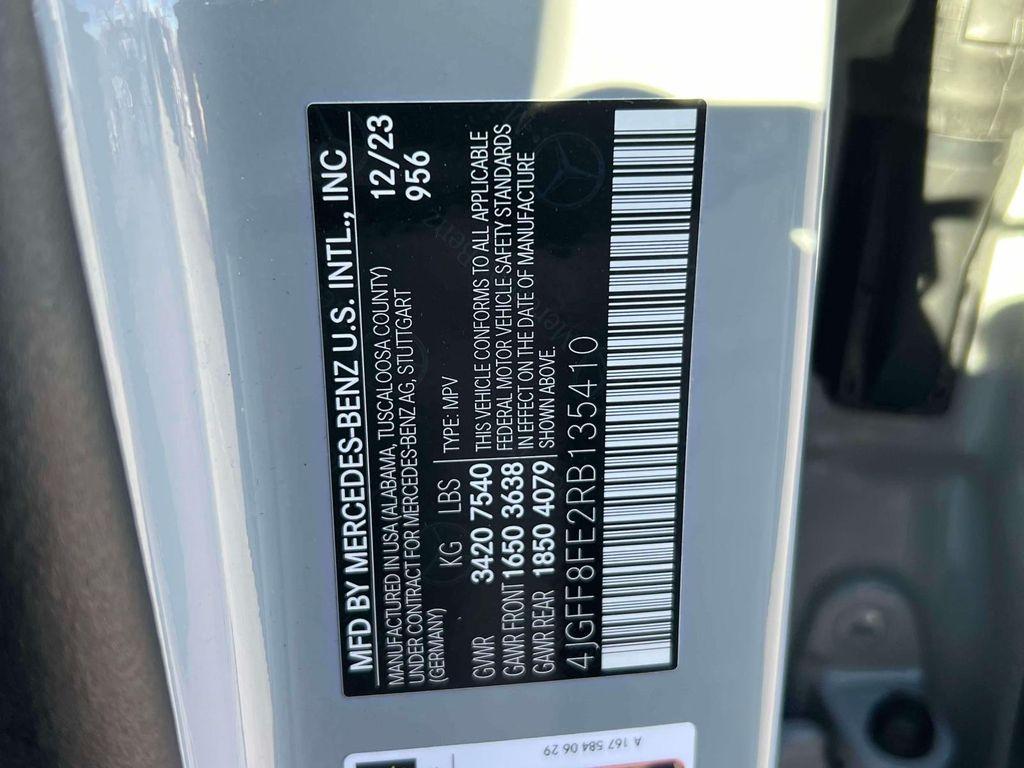 MFD BY MERCEDES-BENZ U.S. INTL., INC
MANUFACTURED IN USA (ALABAMA, TUSCALOOSA COUNTY)
UNDER CONTRACT FOR MERCEDES-BENZ AG, STUTTGART
(GERMANY)
12/23
956
KG LBS
GVWR 3420 7540
GAWR FRONT 1650 3638
GAWR REAR 1850 4079
TYPE: MPV
THIS VEHICLE CONFORMS TO ALL APPLICABLE
FEDERAL MOTOR VEHICLE SAFETY STANDARDS
IN EFFECT ON THE DATE OF MANUFACTURE
SHOWN ABOVE.
4JGFF8FE2RB135410
A 167 584 06 29